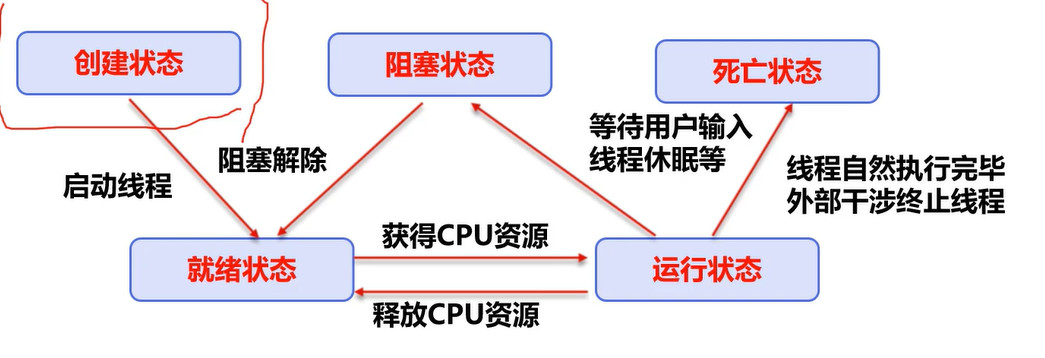 创建状态
阻塞状态
死亡状态
等待用户输入
线程休眠等
阻塞解除
启动线程
线程自然执行完毕
外部干涉终止线程
获得CPU资源
就绪状态
运行状态
释放CPU资源